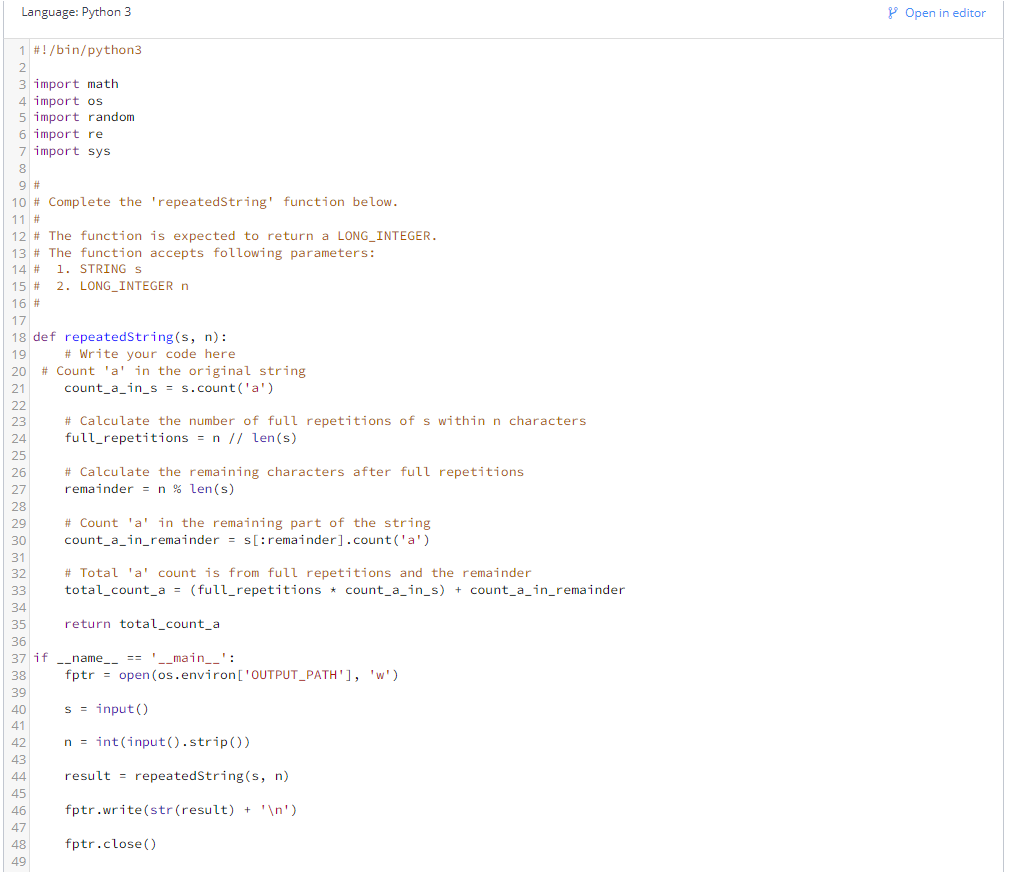 Language: Python 3
Open in editor
1 #!/bin/python3
2
3 import math
4 import os
5 import random
6 import re
7 import sys
8
9 #
10 # Complete the 'repeatedString' function below.
11 #
12 # The function is expected to return a LONG_INTEGER.
13 # The function accepts following parameters:
14 #  1. STRING s
15 #  2. LONG_INTEGER n
16 #
17
18 def repeatedString(s, n):
19     # Write your code here
20  # Count 'a' in the original string
21     count_a_in_s = s.count('a')
22
23     # Calculate the number of full repetitions of s within n characters
24     full_repetitions = n // len(s)
25
26     # Calculate the remaining characters after full repetitions
27     remainder = n % len(s)
28
29     # Count 'a' in the remaining part of the string
30     count_a_in_remainder = s[:remainder].count('a')
31
32     # Total 'a' count is from full repetitions and the remainder
33     total_count_a = (full_repetitions * count_a_in_s) + count_a_in_remainder
34
35     return total_count_a
36
37 if __name__ == '__main__':
38     fptr = open(os.environ['OUTPUT_PATH'], 'w')
39
40     s = input()
41
42     n = int(input().strip())
43
44     result = repeatedString(s, n)
45
46     fptr.write(str(result) + '\n')
47
48     fptr.close()
49